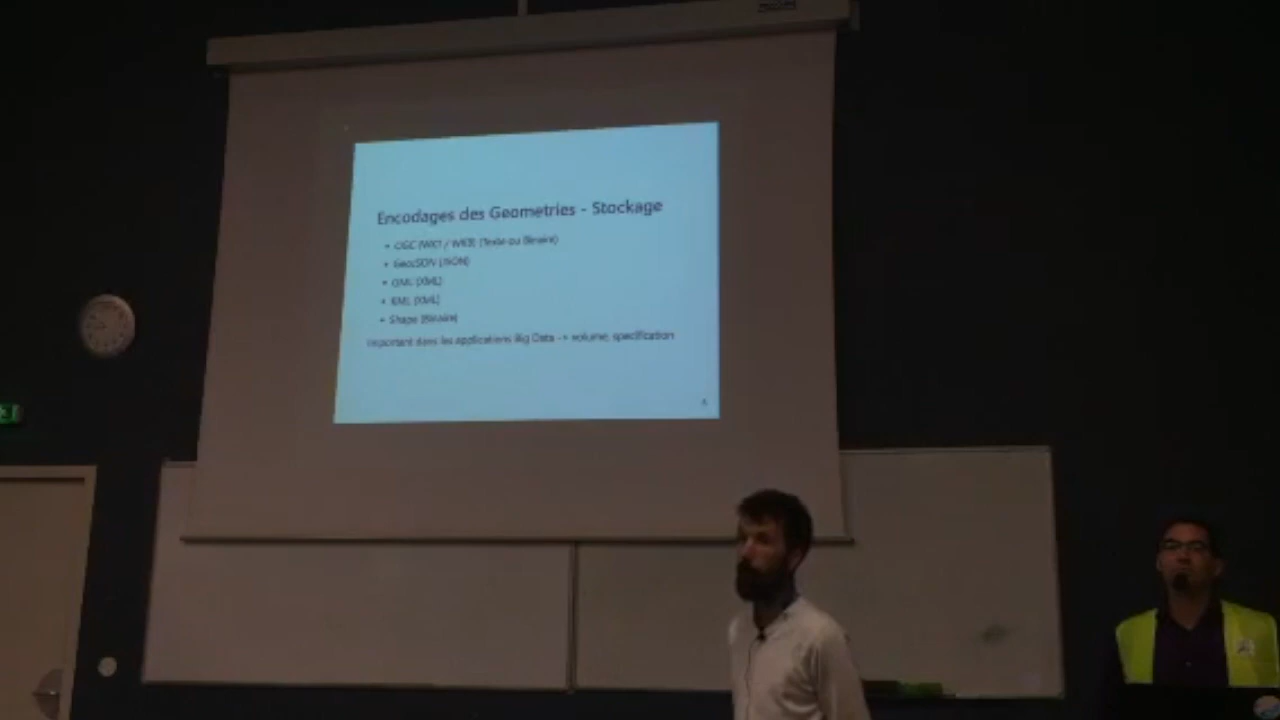 Encodages des Geometries - Stockage
• OGC (WKT / WKB) (Texte ou Binaire)
• GeoJSON (JSON)
• GML (XML)
• KML (XML)
• Shape (Binaire)
Important dans les applications Big Data -> volume, spécification